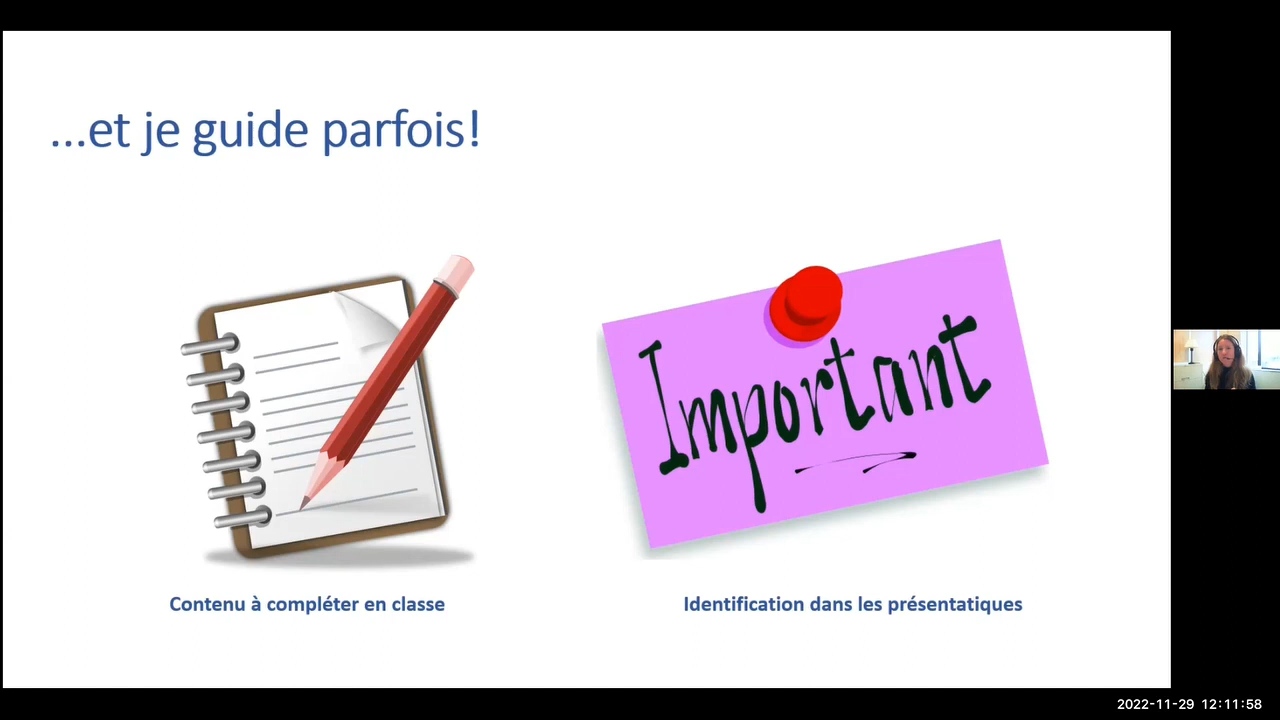 ...et je guide parfois!
Important
Contenu à compléter en classe
Identification dans les présentatiques
2022-11-29 12:11:58